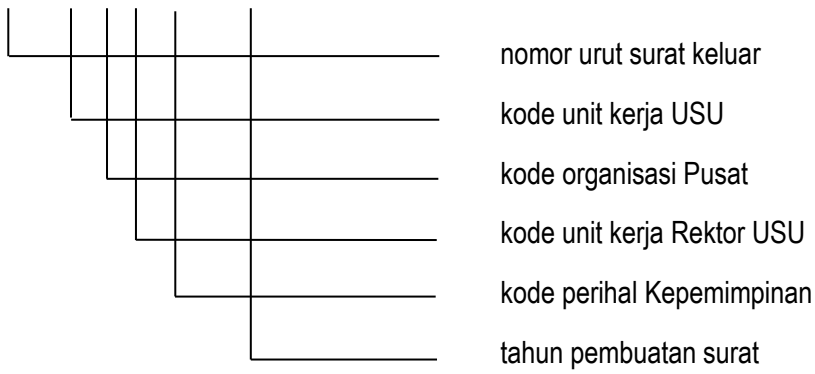 nomor urut surat keluar
kode unit kerja USU
kode organisasi Pusat
kode unit kerja Rektor USU
kode perihal Kepemimpinan
tahun pembuatan surat